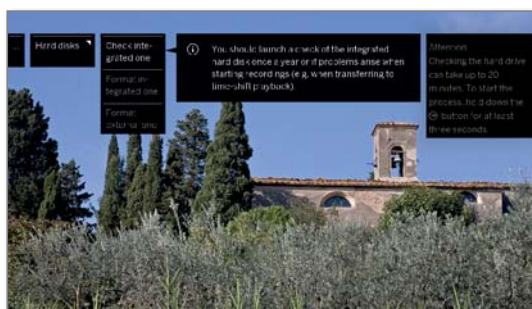 ...
Hard disks
Check inte-
grated one
Format in-
tegrated one
Format
external one
You should launch a check of the integrated
hard disk once a year or if problems arise when
starting recordings (e.g. when transferring to
time-shift playback).
Attention
Checking the hard drive
can take up to 20
minutes. To start the
process, hold down the
button for at least
three seconds.